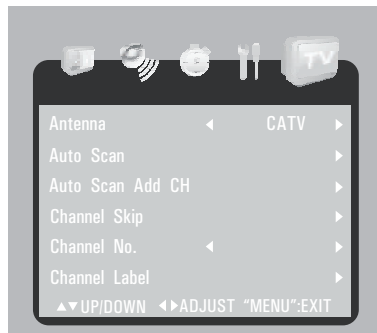 TV
Antenna ◀ CATV ▶
Auto Scan ▶
Auto Scan Add CH ▶
Channel Skip ▶
Channel No. ◀ ▶
Channel Label ▶
▲▼UP/DOWN ◀▶ADJUST "MENU":EXIT